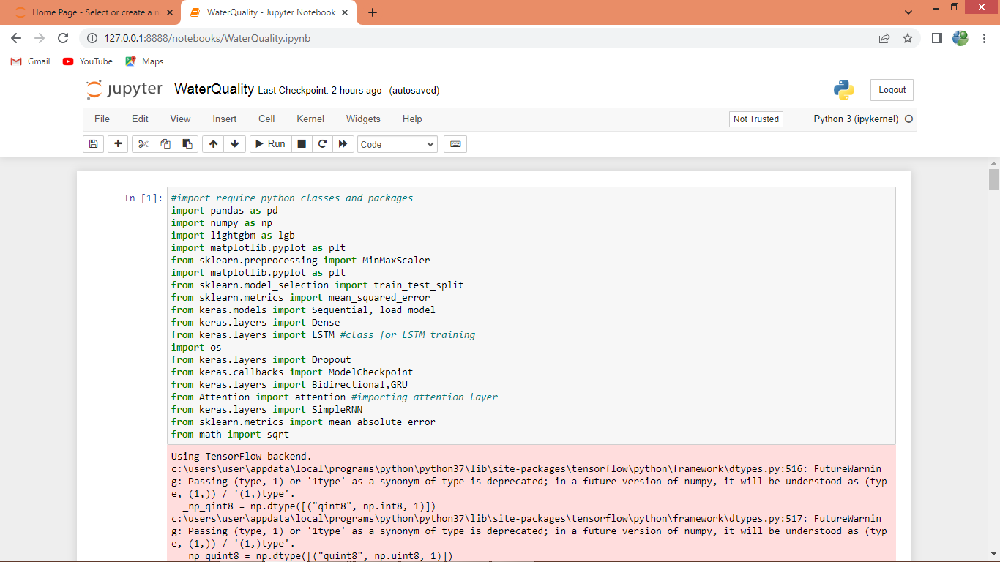 Home Page - Select or create a n
WaterQuality - Jupyter Notebook
127.0.0.1:8888/notebooks/WaterQuality.ipynb
Gmail YouTube Maps
jupyter WaterQuality Last Checkpoint: 2 hours ago (autosaved)
Logout
File Edit View Insert Cell Kernel Widgets Help
Not Trusted
Python 3 (ipykernel)
Run
Code
In [1]:
#import require python classes and packages
import pandas as pd
import numpy as np
import lightgbm as lgb
import matplotlib.pyplot as plt
from sklearn.preprocessing import MinMaxScaler
import matplotlib.pyplot as plt
from sklearn.model_selection import train_test_split
from sklearn.metrics import mean_squared_error
from keras.models import Sequential, load_model
from keras.layers import Dense
from keras.layers import LSTM #class for LSTM training
import os
from keras.layers import Dropout
from keras.callbacks import ModelCheckpoint
from keras.layers import Bidirectional,GRU
from Attention import attention #importing attention layer
from keras.layers import SimpleRNN
from sklearn.metrics import mean_absolute_error
from math import sqrt
Using TensorFlow backend.
c:\users\user\appdata\local\programs\python\python37\lib\site-packages\tensorflow\python\framework\dtypes.py:516: FutureWarnin
g: Passing (type, 1) or '1type' as a synonym of type is deprecated; in a future version of numpy, it will be understood as (typ
e, (1,)) / '(1,)type'.
  _np_qint8 = np.dtype([("qint8", np.int8, 1)])
c:\users\user\appdata\local\programs\python\python37\lib\site-packages\tensorflow\python\framework\dtypes.py:517: FutureWarnin
g: Passing (type, 1) or '1type' as a synonym of type is deprecated; in a future version of numpy, it will be understood as (typ
e, (1,)) / '(1,)type'.
  _np_quint8 = np.dtype([("quint8", np.uint8, 1)])